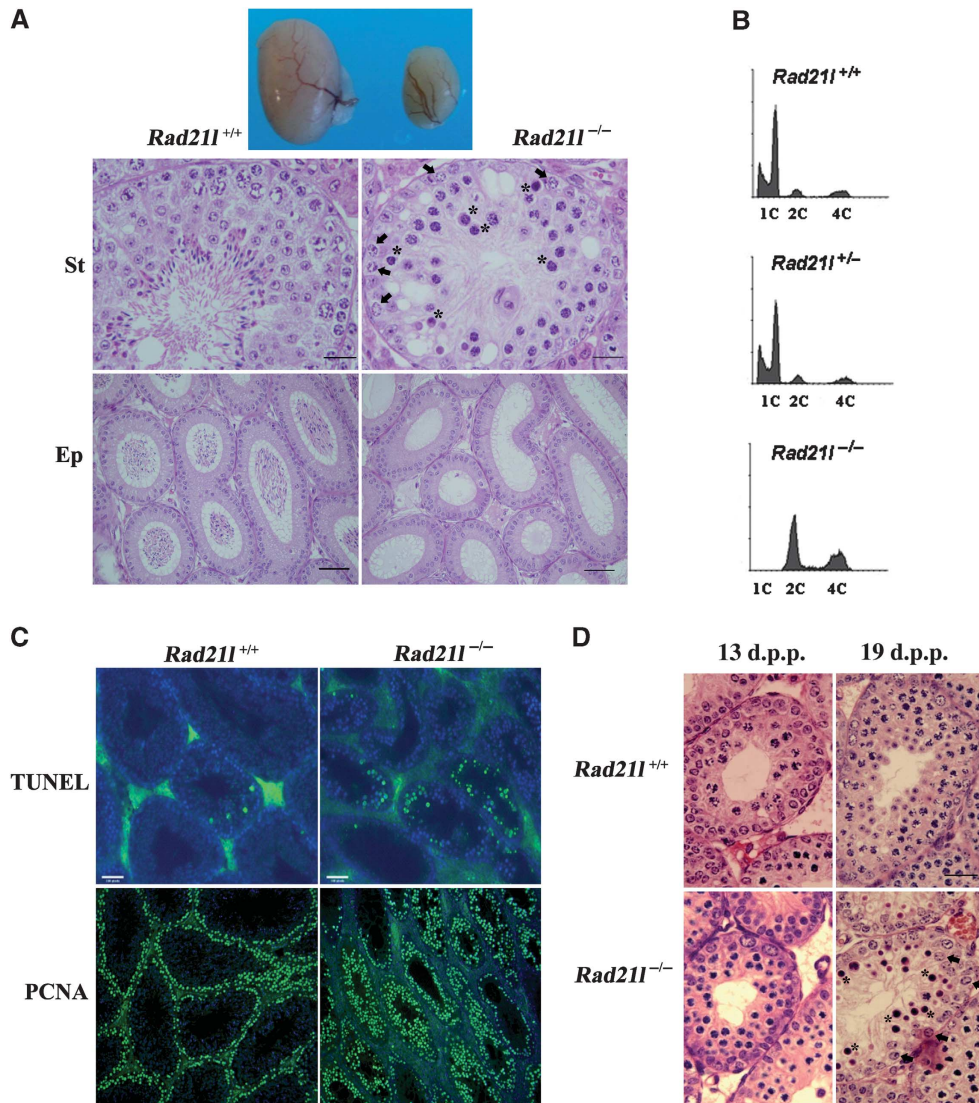 A
Rad21l +/+
Rad21l −/−
St
Ep
*
*
*
*
*
*
*
B
Rad21l +/+
1C 2C 4C
Rad21l +/−
1C 2C 4C
Rad21l −/−
1C 2C 4C
C
Rad21l +/+
Rad21l −/−
TUNEL
PCNA
D
13 d.p.p. 19 d.p.p.
Rad21l +/+
Rad21l −/−
*
*
*
*